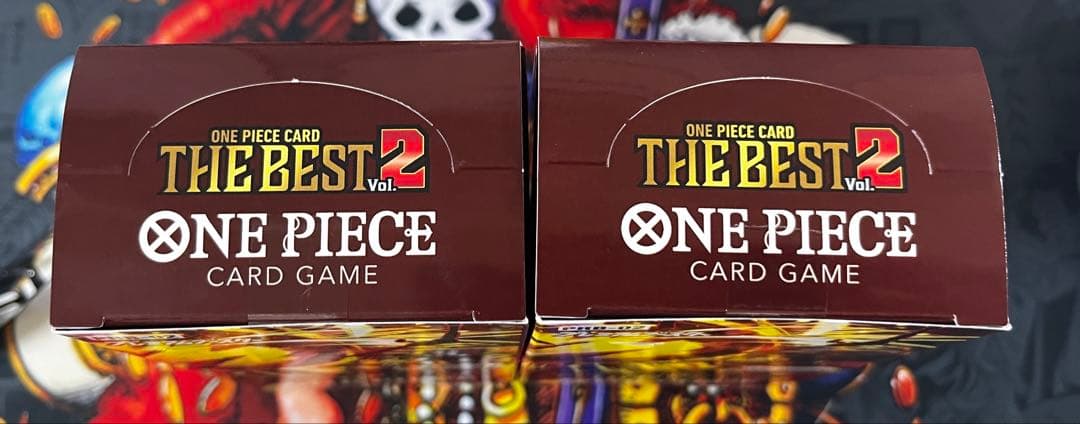 ONE PIECE CARD
THE BEST
Vol.2
ONE PIECE
CARD GAME
ONE PIECE CARD
THE BEST
Vol.2
ONE PIECE
CARD GAME